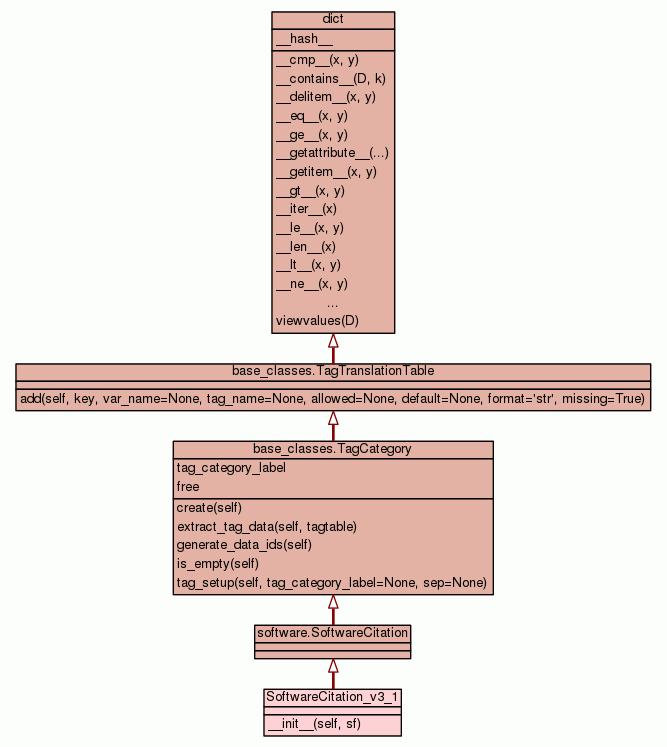 dict
__hash__
__cmp__(x, y)
__contains__(D, k)
__delitem__(x, y)
__eq__(x, y)
__ge__(x, y)
__getattribute__(...)
__getitem__(x, y)
__gt__(x, y)
__iter__(x)
__le__(x, y)
__len__(x)
__lt__(x, y)
__ne__(x, y)
...
viewvalues(D)
base_classes.TagTranslationTable
add(self, key, var_name=None, tag_name=None, allowed=None, default=None, format='str', missing=True)
base_classes.TagCategory
tag_category_label
free
create(self)
extract_tag_data(self, tagtable)
generate_data_ids(self)
is_empty(self)
tag_setup(self, tag_category_label=None, sep=None)
software.SoftwareCitation
SoftwareCitation_v3_1
__init__(self, sf)